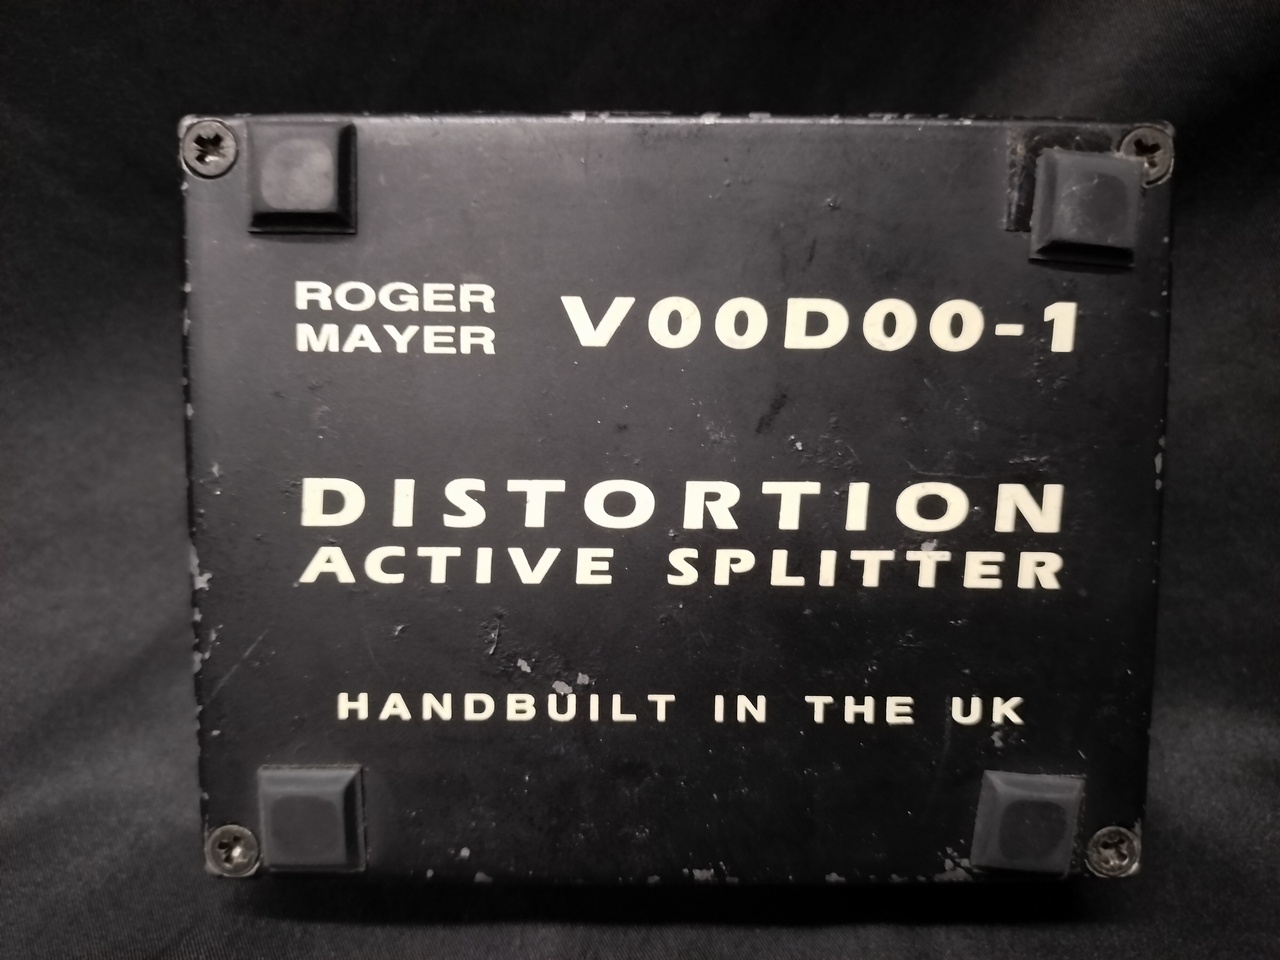 ROGER
MAYER
VOODOO-1
DISTORTION
ACTIVE SPLITTER
HANDBUILT IN THE UK